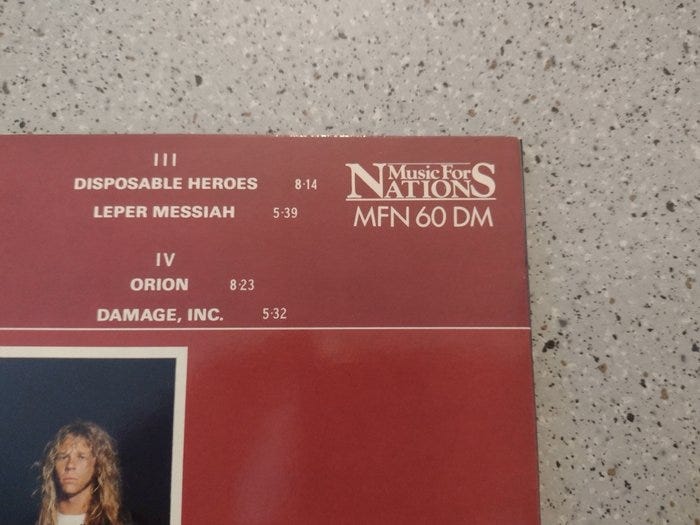 III
DISPOSABLE HEROES 8·14
LEPER MESSIAH 5·39
IV
ORION 8·23
DAMAGE, INC. 5·32
Music For
NATIONS
MFN 60 DM